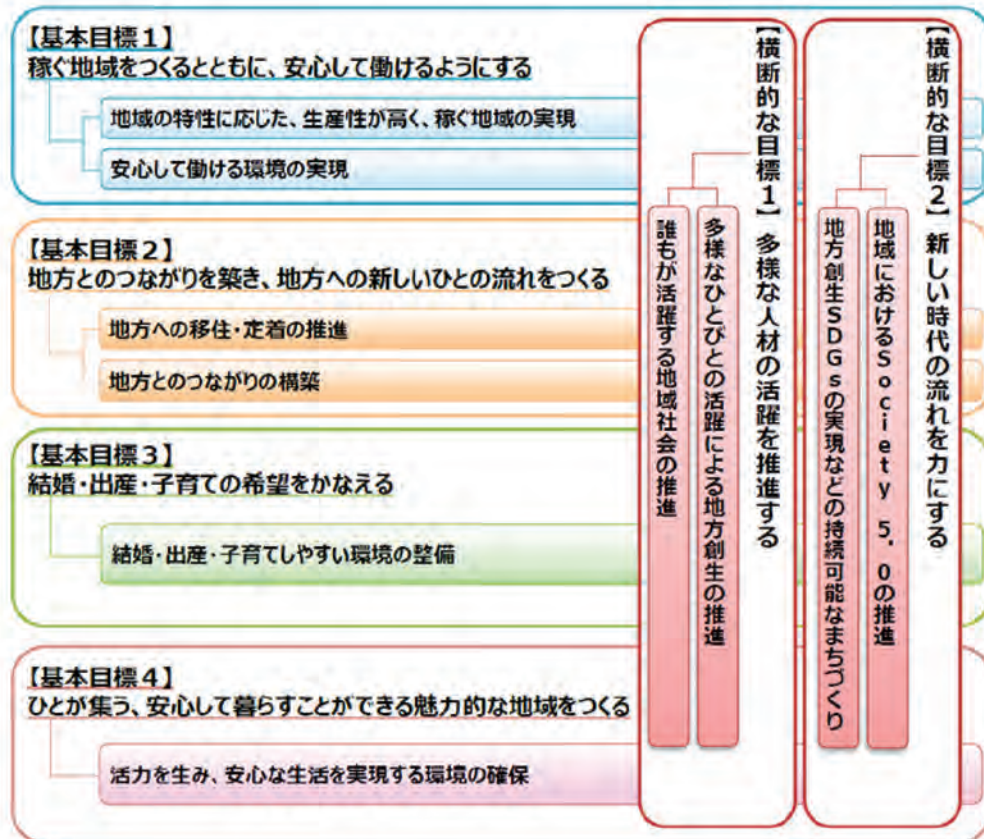 【基本目標１】
稼ぐ地域をつくるとともに、安心して働けるようにする
地域の特性に応じた、生産性が高く、稼ぐ地域の実現
安心して働ける環境の実現
【基本目標２】
地方とのつながりを築き、地方への新しいひとの流れをつくる
地方への移住・定着の推進
地方とのつながりの構築
【基本目標３】
結婚・出産・子育ての希望をかなえる
結婚・出産・子育てしやすい環境の整備
【基本目標４】
ひとが集う、安心して暮らすことができる魅力的な地域をつくる
活力を生み、安心な生活を実現する環境の確保
【横断的な目標１】多様な人材の活躍を推進する
多様なひとびとの活躍による地方創生の推進
誰もが活躍する地域社会の推進
【横断的な目標２】新しい時代の流れを力にする
地域におけるＳｏｃｉｅｔｙ ５．０の推進
地方創生ＳＤＧｓの実現などの持続可能なまちづくり